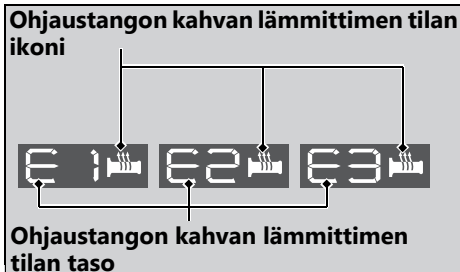 Ohjaustangon kahvan lämmittimen tilan
ikoni
E 1 E2 E3
Ohjaustangon kahvan lämmittimen
tilan taso